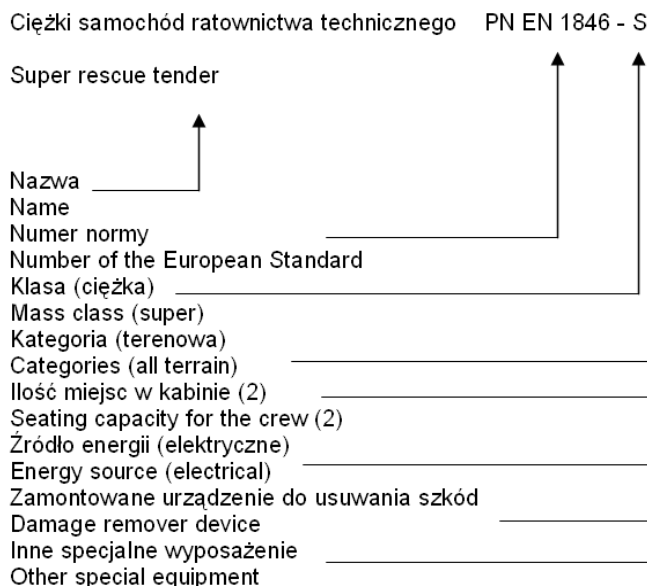 Ciężki samochód ratownictwa technicznego PN EN 1846 - S
Super rescue tender
Nazwa
Name
Numer normy
Number of the European Standard
Klasa (ciężka)
Mass class (super)
Kategoria (terenowa)
Categories (all terrain)
Ilość miejsc w kabinie (2)
Seating capacity for the crew (2)
Źródło energii (elektryczne)
Energy source (electrical)
Zamontowane urządzenie do usuwania szkód
Damage remover device
Inne specjalne wyposażenie
Other special equipment